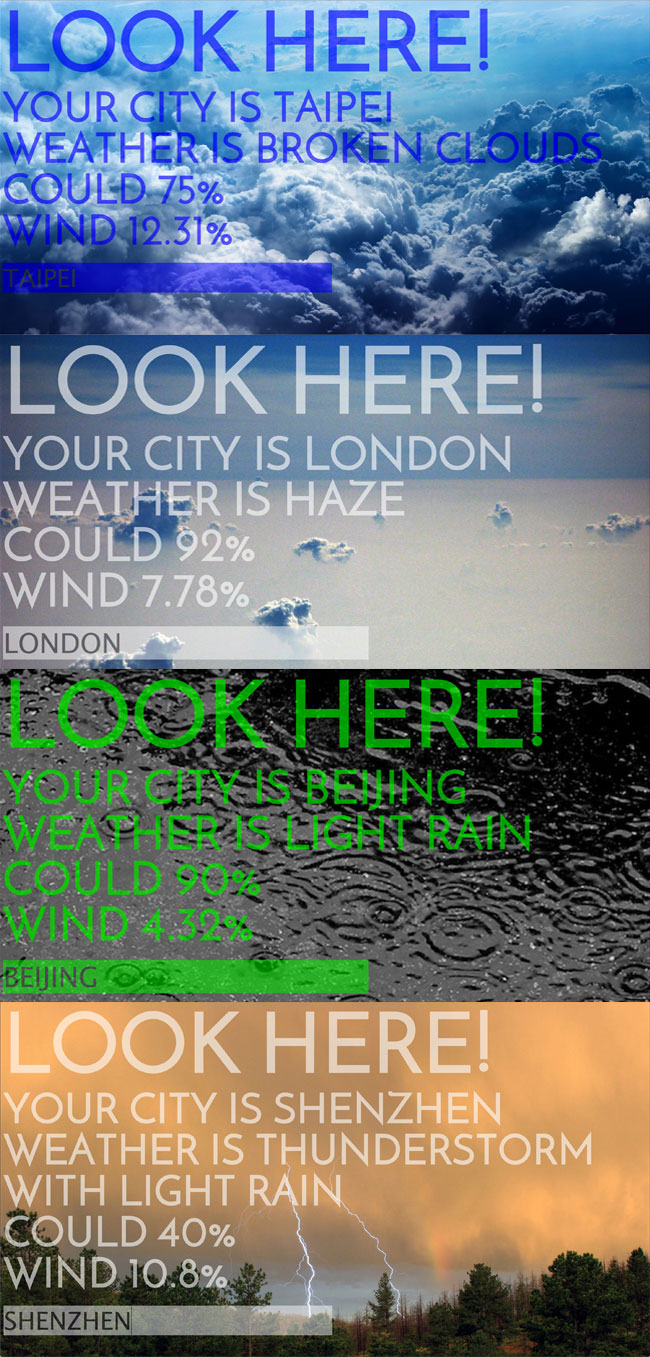 LOOK HERE!
YOUR CITY IS TAIPEI
WEATHER IS BROKEN CLOUDS
COULD 75%
WIND 12.31%
TAIPEI
LOOK HERE!
YOUR CITY IS LONDON
WEATHER IS HAZE
COULD 92%
WIND 7.78%
LONDON
LOOK HERE!
YOUR CITY IS BEIJING
WEATHER IS LIGHT RAIN
COULD 90%
WIND 4.32%
BEIJING
LOOK HERE!
YOUR CITY IS SHENZHEN
WEATHER IS THUNDERSTORM
WITH LIGHT RAIN
COULD 40%
WIND 10.8%
SHENZHEN